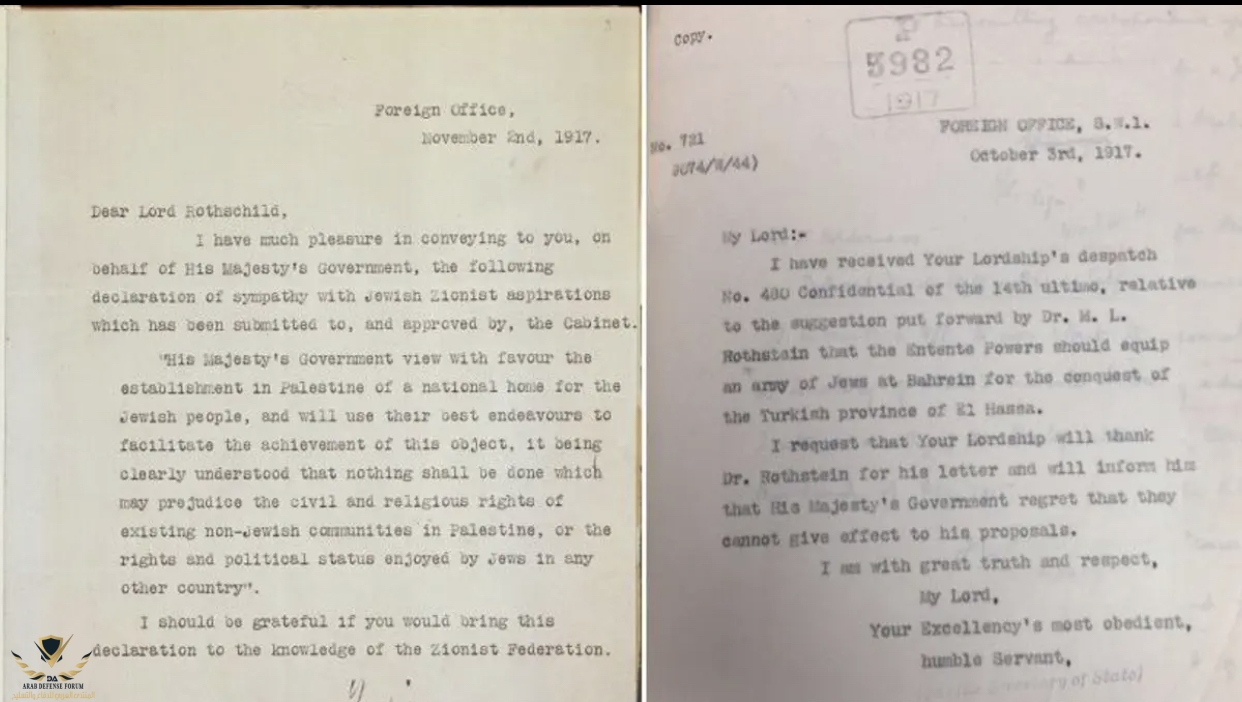 Foreign Office,
November 2nd, 1917.
Dear Lord Rothschild,
I have much pleasure in conveying to you, on
behalf of His Majesty's Government, the following
declaration of sympathy with Jewish Zionist aspirations
which has been submitted to, and approved by, the Cabinet.
"His Majesty's Government view with favour the
establishment in Palestine of a national home for the
Jewish people, and will use their best endeavours to
facilitate the achievement of this object, it being
clearly understood that nothing shall be done which
may prejudice the civil and religious rights of
existing non-Jewish communities in Palestine, or the
rights and political status enjoyed by Jews in any
other country".
I should be grateful if you would bring this
declaration to the knowledge of the Zionist Federation.
DA
ARAB DEFENSE FORUM
Copy.
P
5982
1917
No. 721
FOREIGN OFFICE, S.W.1.
October 3rd, 1917.
My Lord:-
I have received Your Lordship's despatch
No. 480 Confidential of the 14th ultimo, relative
to the suggestion put forward by Dr. M. L.
Rothstein that the Entente Powers should equip
an army of Jews at Bahrein for the conquest of
the Turkish province of El Hassa.
I request that Your Lordship will thank
Dr. Rothstein for his letter and will inform him
that His Majesty's Government regret that they
cannot give effect to his proposals.
I am with great truth and respect,
My Lord,
Your Excellency's most obedient,
humble Servant,
Secretary of State)